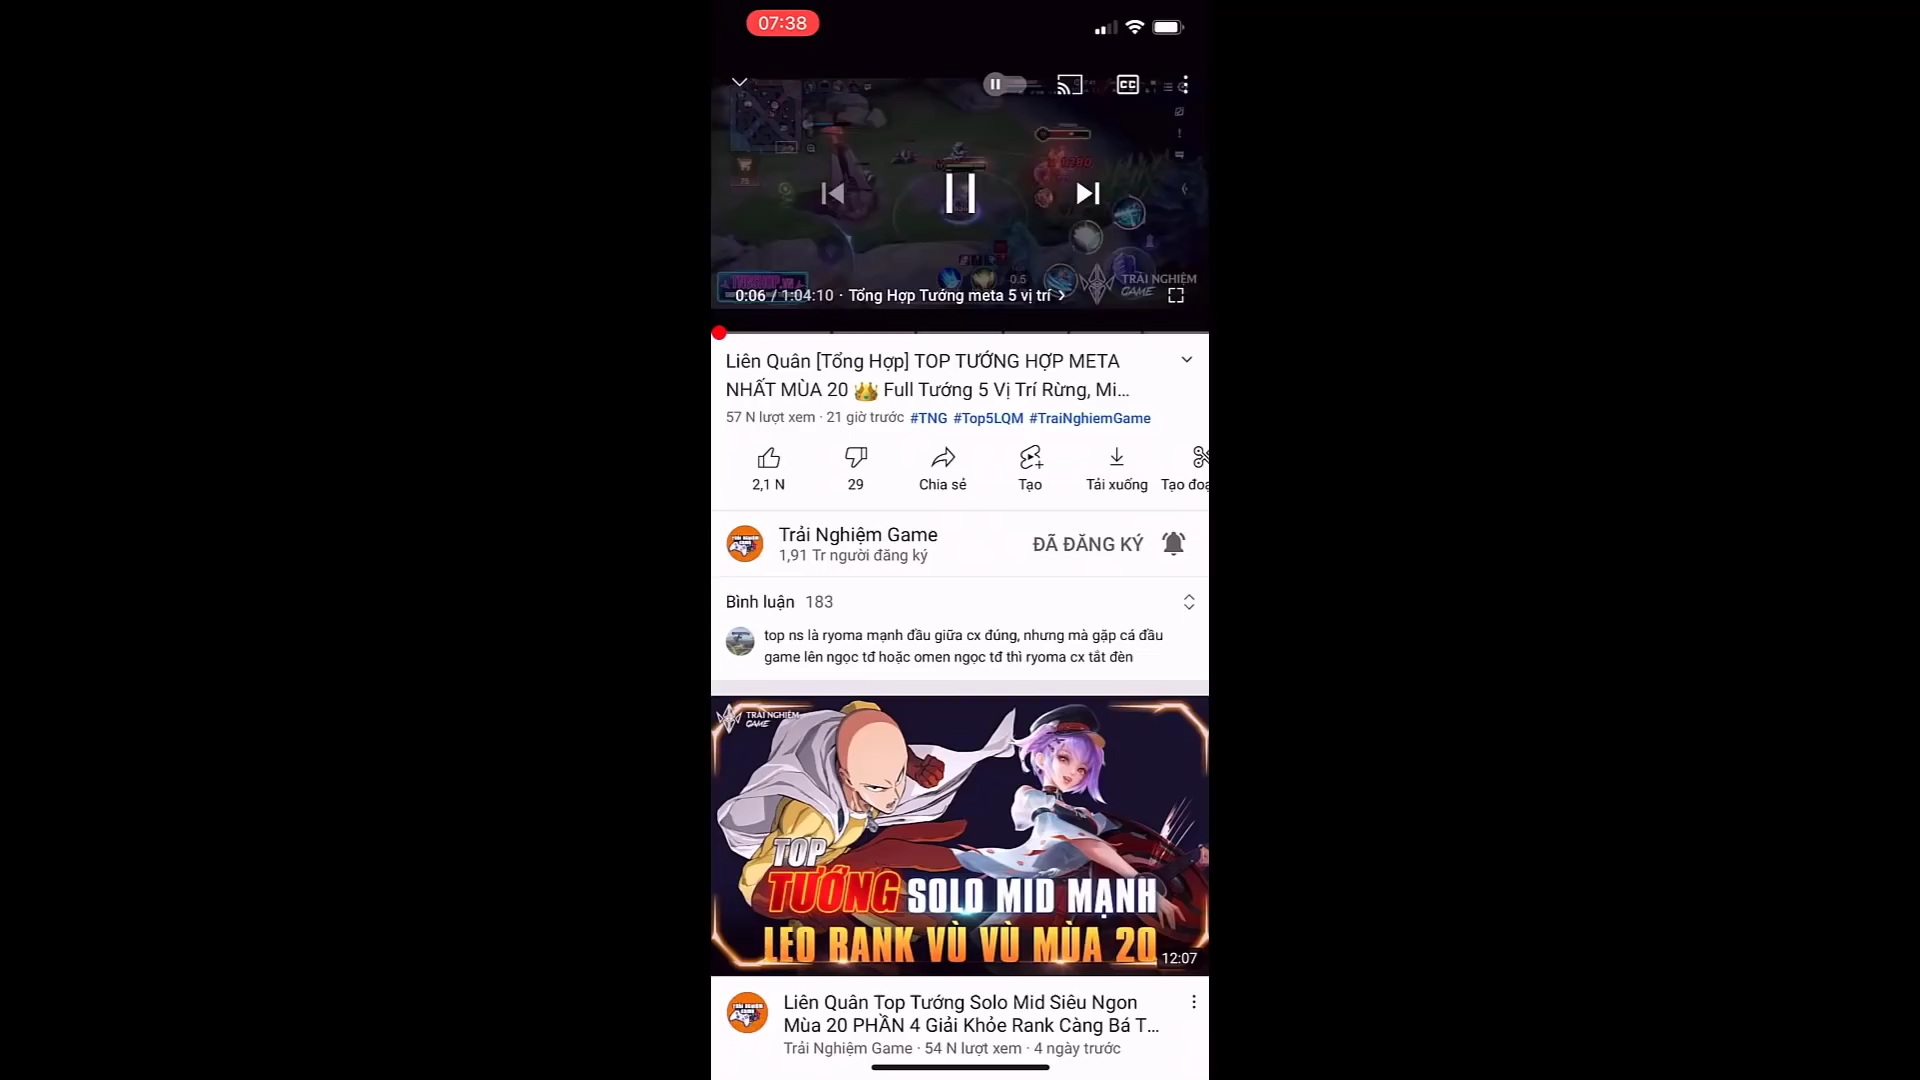 07:38
75
1280
0.5
TRẢI NGHIỆM
GAME
0:06 / 1:04:10 · Tổng Hợp Tướng meta 5 vị trí
Liên Quân [Tổng Hợp] TOP TƯỚNG HỢP META
NHẤT MÙA 20 👑 Full Tướng 5 Vị Trí Rừng, Mi...
57 N lượt xem · 21 giờ trước #TNG #Top5LQM #TraiNghiemGame
2,1 N
29
Chia sẻ
Tạo
Tải xuống
Tạo đoạ
Trải Nghiệm Game
1,91 Tr người đăng ký
ĐÃ ĐĂNG KÝ
Bình luận 183
top ns là ryoma mạnh đầu giữa cx đúng, nhưng mà gặp cá đầu
game lên ngọc tđ hoặc omen ngọc tđ thì ryoma cx tắt đèn
TRẢI NGHIỆM
GAME
TOP
TƯỚNG SOLO MID MẠNH
LEO RANK VÙ VÙ MÙA 20
12:07
Liên Quân Top Tướng Solo Mid Siêu Ngon
Mùa 20 PHẦN 4 Giải Khỏe Rank Càng Bá T...
Trải Nghiệm Game · 54 N lượt xem · 4 ngày trước